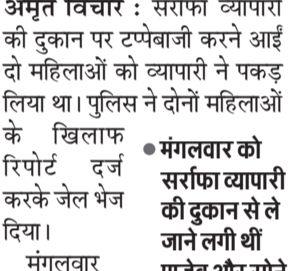 अमृत विचार : सर्राफा व्यापारी
की दुकान पर टप्पेबाजी करने आईं
दो महिलाओं को व्यापारी ने पकड़
लिया था। पुलिस ने दोनों महिलाओं
के खिलाफ
रिपोर्ट दर्ज
करके जेल भेज
दिया।
मंगलवार
● मंगलवार को
सर्राफा व्यापारी
की दुकान से ले
जाने लगी थीं